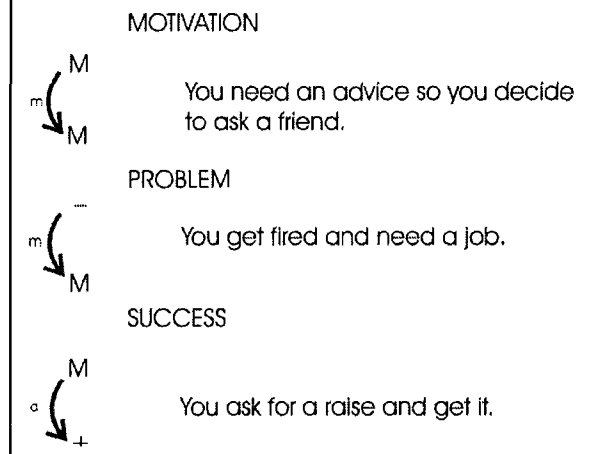 MOTIVATION
M
m
M
You need an advice so you decide
to ask a friend.
PROBLEM
-
m
M
You get fired and need a job.
SUCCESS
M
a
+
You ask for a raise and get it.